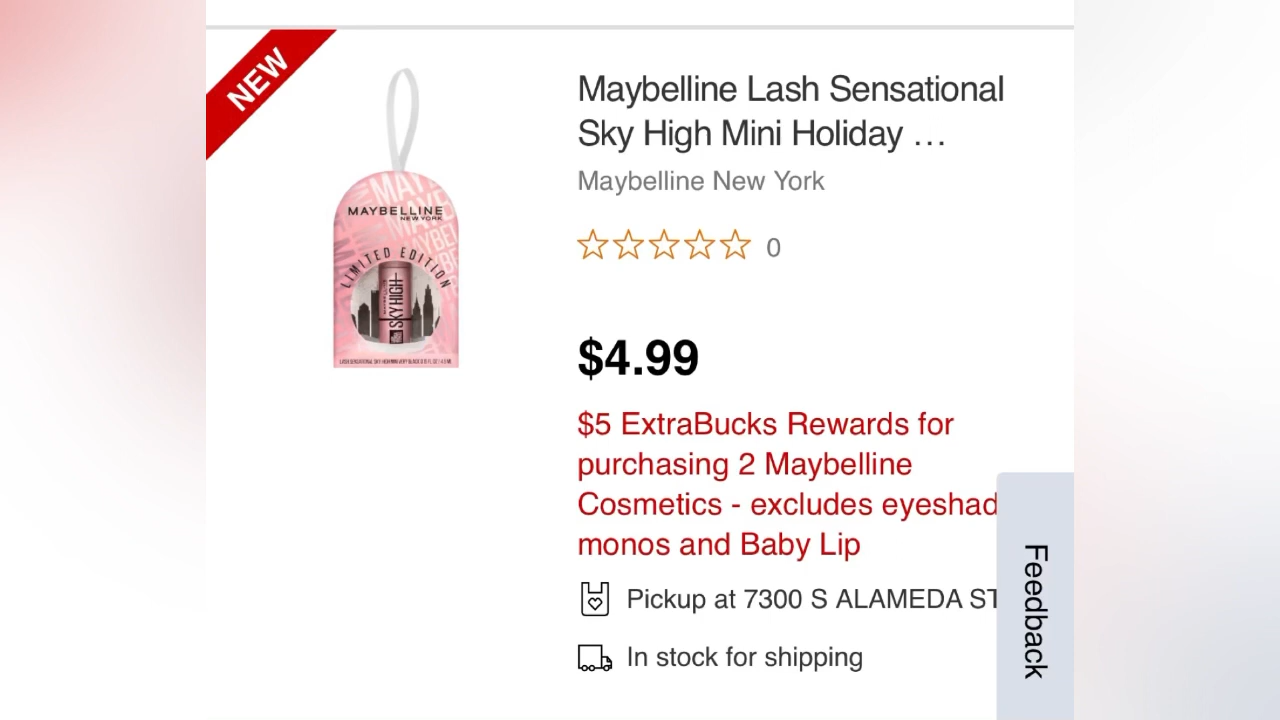 NEW
Maybelline Lash Sensational
Sky High Mini Holiday …
Maybelline New York
0
MAYBELLINE
NEW YORK
LIMITED EDITION
SKY HIGH
$4.99
$5 ExtraBucks Rewards for
purchasing 2 Maybelline
Cosmetics - excludes eyeshad
monos and Baby Lip
Pickup at 7300 S ALAMEDA ST
In stock for shipping
Feedback